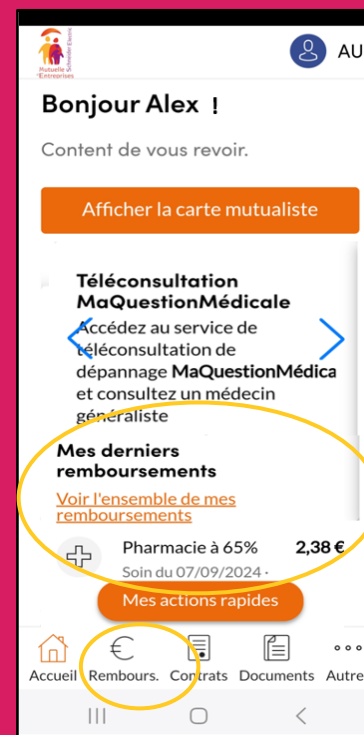 Mutuelle
d'Entreprises
Schneider Electric
AU
Bonjour Alex !
Content de vous revoir.
Afficher la carte mutualiste
Téléconsultation
MaQuestionMédicale
Accédez au service de
téléconsultation de
dépannage MaQuestionMédica
et consultez un médecin
généraliste
Mes derniers
remboursements
Voir l'ensemble de mes
remboursements
Pharmacie à 65% 2,38 €
Soin du 07/09/2024 ·
Mes actions rapides
Accueil Rembours. Contrats Documents Autre